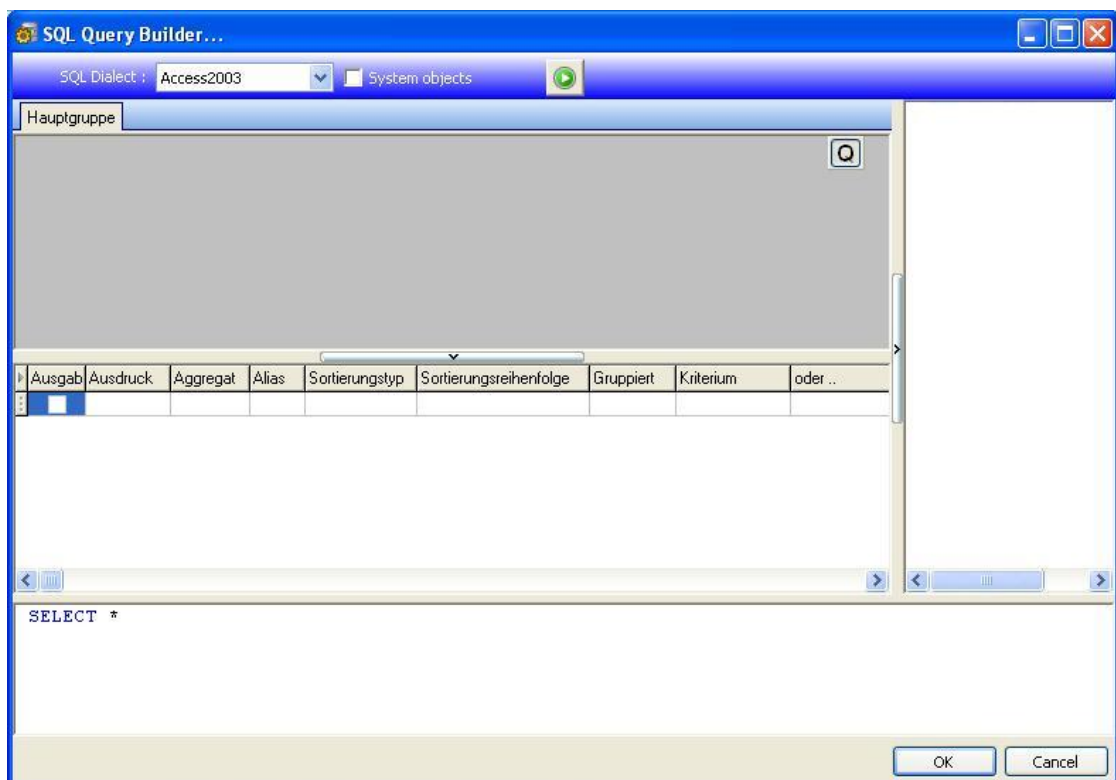 SQL Query Builder...
SQL Dialect : Access2003 System objects
Hauptgruppe
Q
Ausgab Ausdruck Aggregat Alias Sortierungstyp Sortierungsreihenfolge Gruppiert Kriterium oder ..
SELECT *
OK Cancel